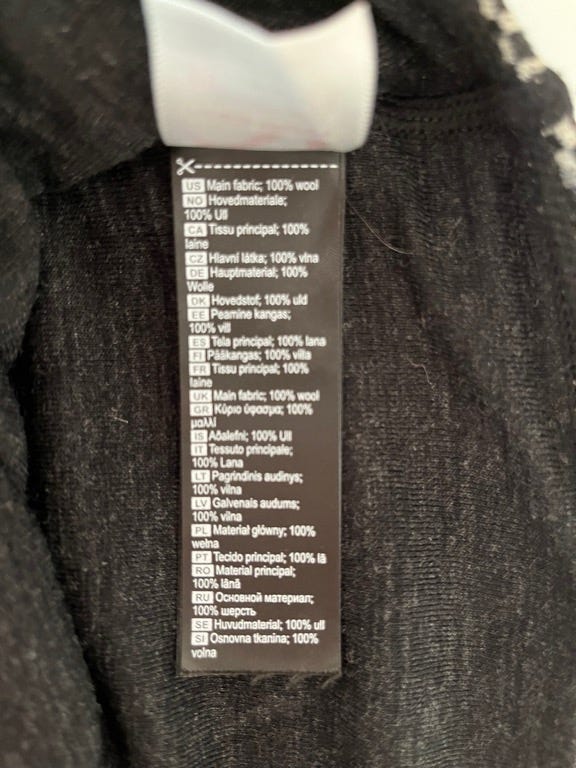 US Main fabric; 100% wool
NO Hovedmateriale;
100% Ull
CA Tissu principal; 100%
laine
CZ Hlavní látka; 100% vlna
DE Hauptmaterial; 100%
Wolle
DK Hovedstof; 100% uld
EE Peamine kangas;
100% vill
ES Tela principal; 100% lana
FI Pääkangas; 100% villa
FR Tissu principal; 100%
laine
UK Main fabric; 100% wool
GR Κύριο ύφασμα; 100%
μαλλί
IS Aðalefni; 100% Ull
IT Tessuto principale;
100% Lana
LT Pagrindinis audinys;
100% vilna
LV Galvenais audums;
100% vilna
PL Materiał główny; 100%
wełna
PT Tecido principal; 100% lã
RO Material principal;
100% lână
RU Основной материал;
100% шерсть
SE Huvudmaterial; 100% ull
SI Osnovna tkanina; 100%
volna